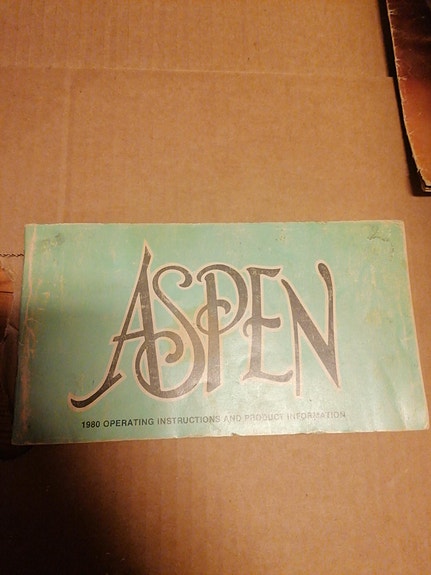 ASPEN
1980 OPERATING INSTRUCTIONS AND PRODUCT INFORMATION